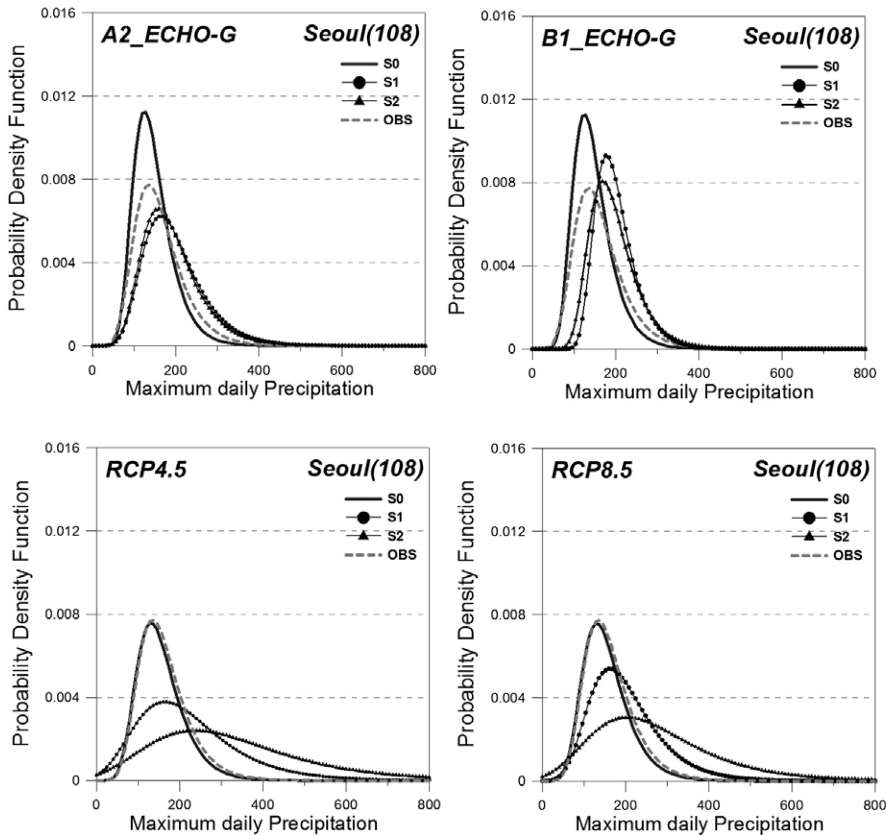 A2_ECHO-G Seoul(108)
S0
S1
S2
OBS
Probability Density Function
0.016
0.012
0.008
0.004
0
0 200 400 600 800
Maximum daily Precipitation
B1_ECHO-G Seoul(108)
S0
S1
S2
OBS
Probability Density Function
0.016
0.012
0.008
0.004
0
0 200 400 600 800
Maximum daily Precipitation
RCP4.5 Seoul(108)
S0
S1
S2
OBS
Probability Density Function
0.016
0.012
0.008
0.004
0
0 200 400 600 800
Maximum daily Precipitation
RCP8.5 Seoul(108)
S0
S1
S2
OBS
Probability Density Function
0.016
0.012
0.008
0.004
0
0 200 400 600 800
Maximum daily Precipitation